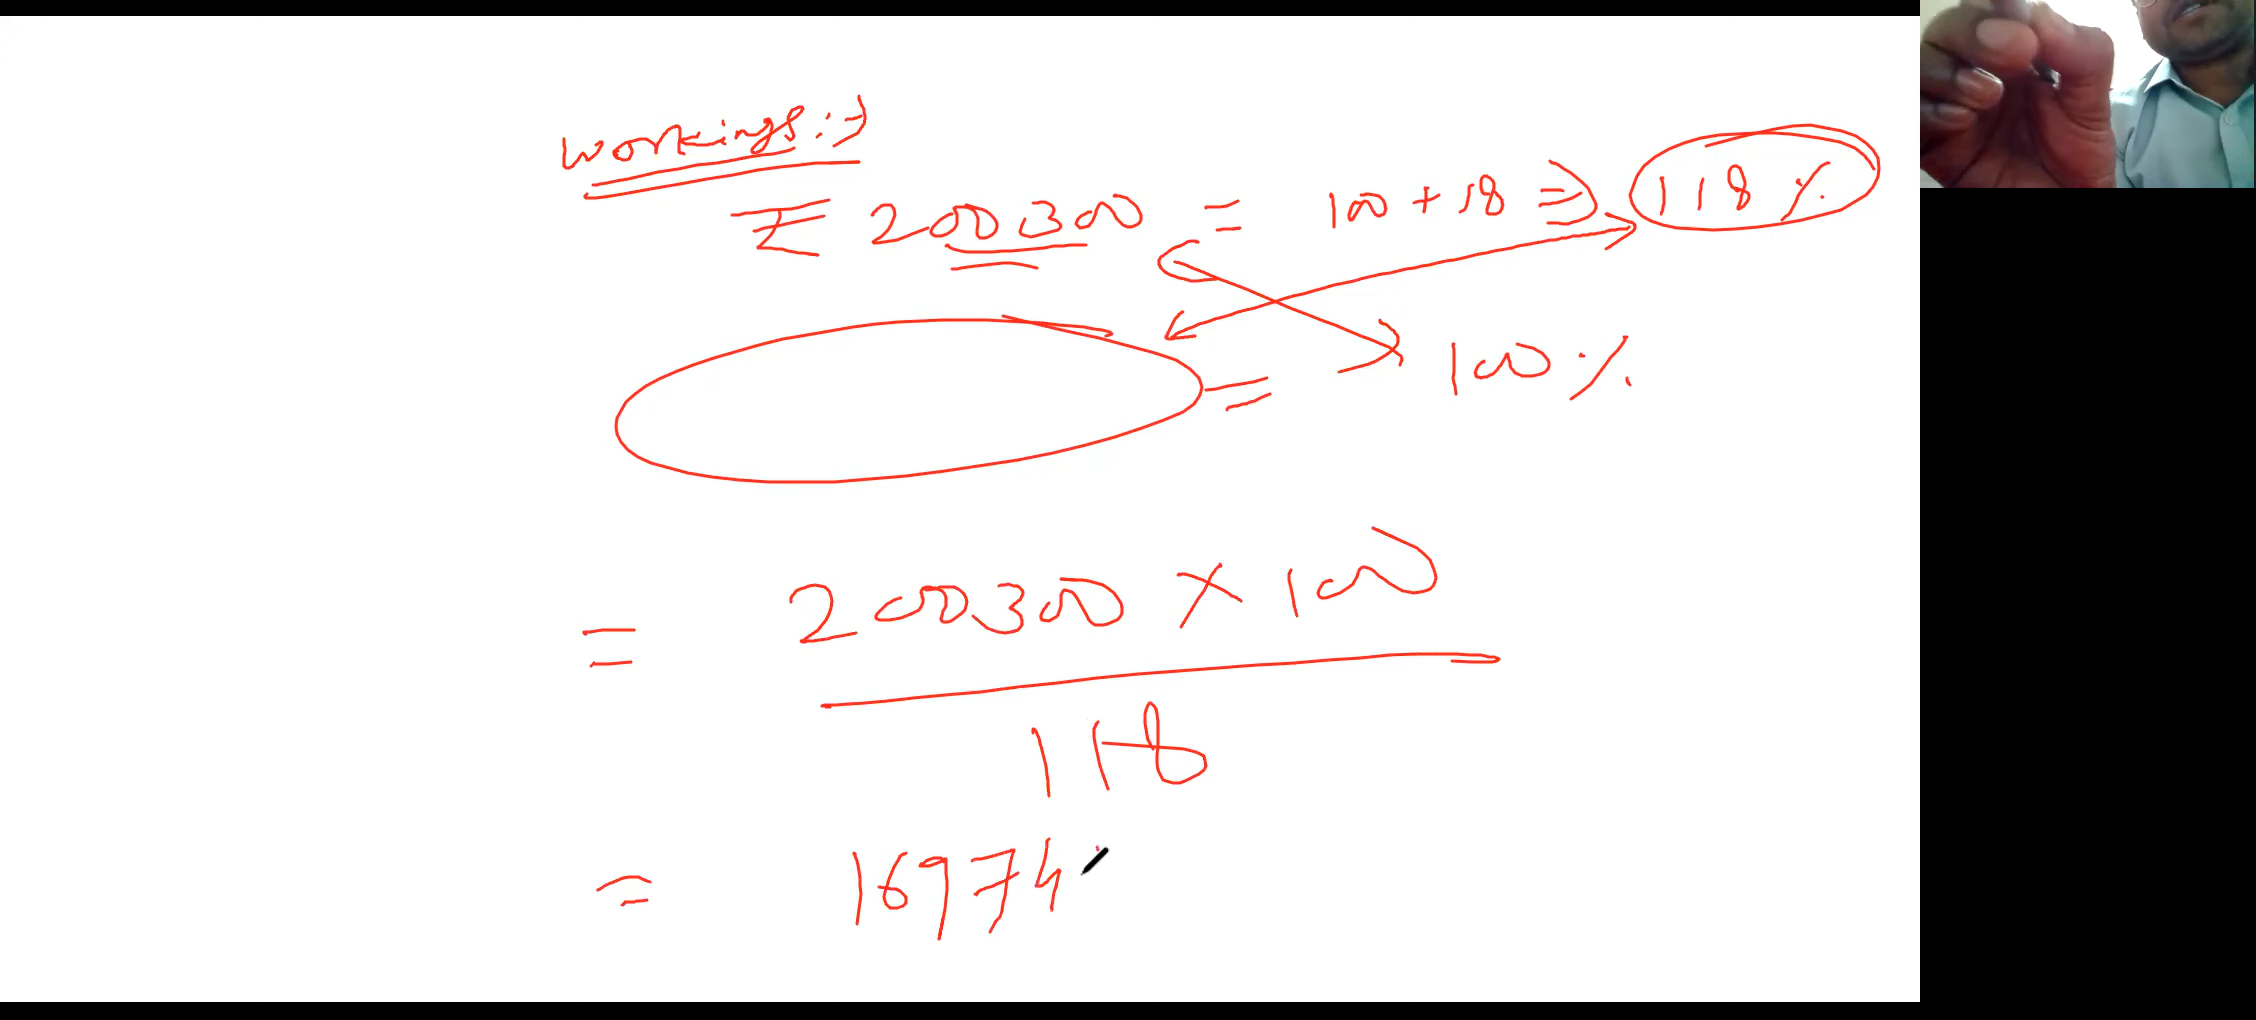 workings :-
₹ 200300 = 100 + 18 ⇒ 118 %
= 100 %
= 200300 × 100
118
= 16974